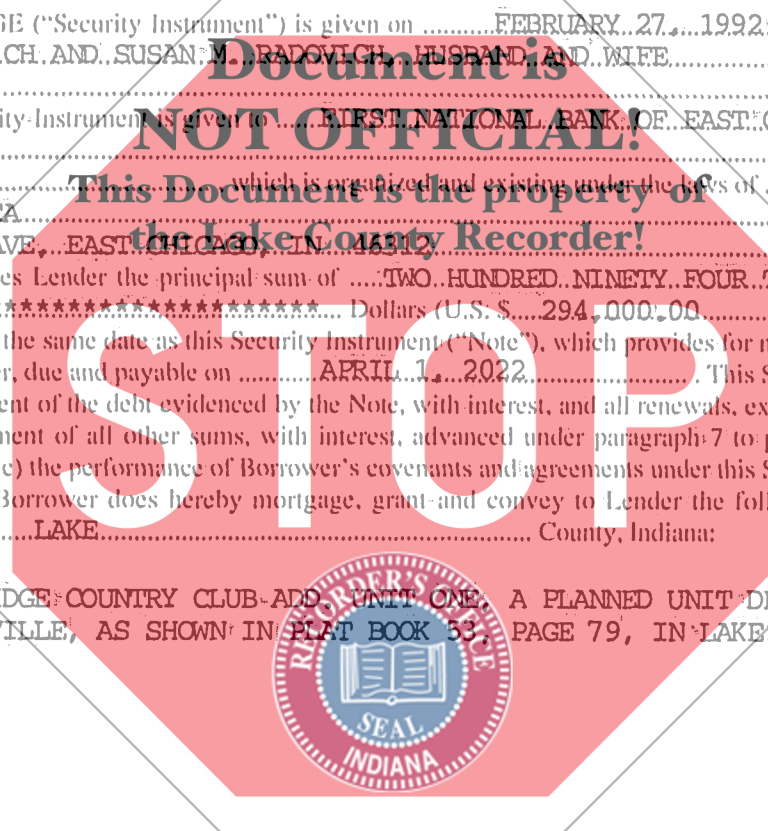 GE (“Security Instrument”) is given on FEBRUARY 27, 1992
CH AND SUSAN M. RADOVICH, HUSBAND AND WIFE
Document is
ity Instrument is given to FIRST NATIONAL BANK OF EAST C
NOT OFFICIAL!
which is organized and existing under the laws of
This Document is the property of
A
AVE, EAST CHICAGO, IN 46312
the Lake County Recorder!
es Lender the principal sum of TWO HUNDRED NINETY FOUR T
******************** Dollars (U.S. $ 294,000.00
the same date as this Security Instrument (“Note”), which provides for m
r, due and payable on APRIL 1, 2022 This S
ent of the debt evidenced by the Note, with interest, and all renewals, ex
ment of all other sums, with interest, advanced under paragraph 7 to p
c) the performance of Borrower’s covenants and agreements under this S
Borrower does hereby mortgage, grant and convey to Lender the foll
LAKE County, Indiana:
STOP
DGE COUNTRY CLUB ADD. UNIT ONE, A PLANNED UNIT DE
VILLE, AS SHOWN IN PLAT BOOK 53, PAGE 79, IN LAKE
RECORDER'S OFFICE
SEAL
INDIANA